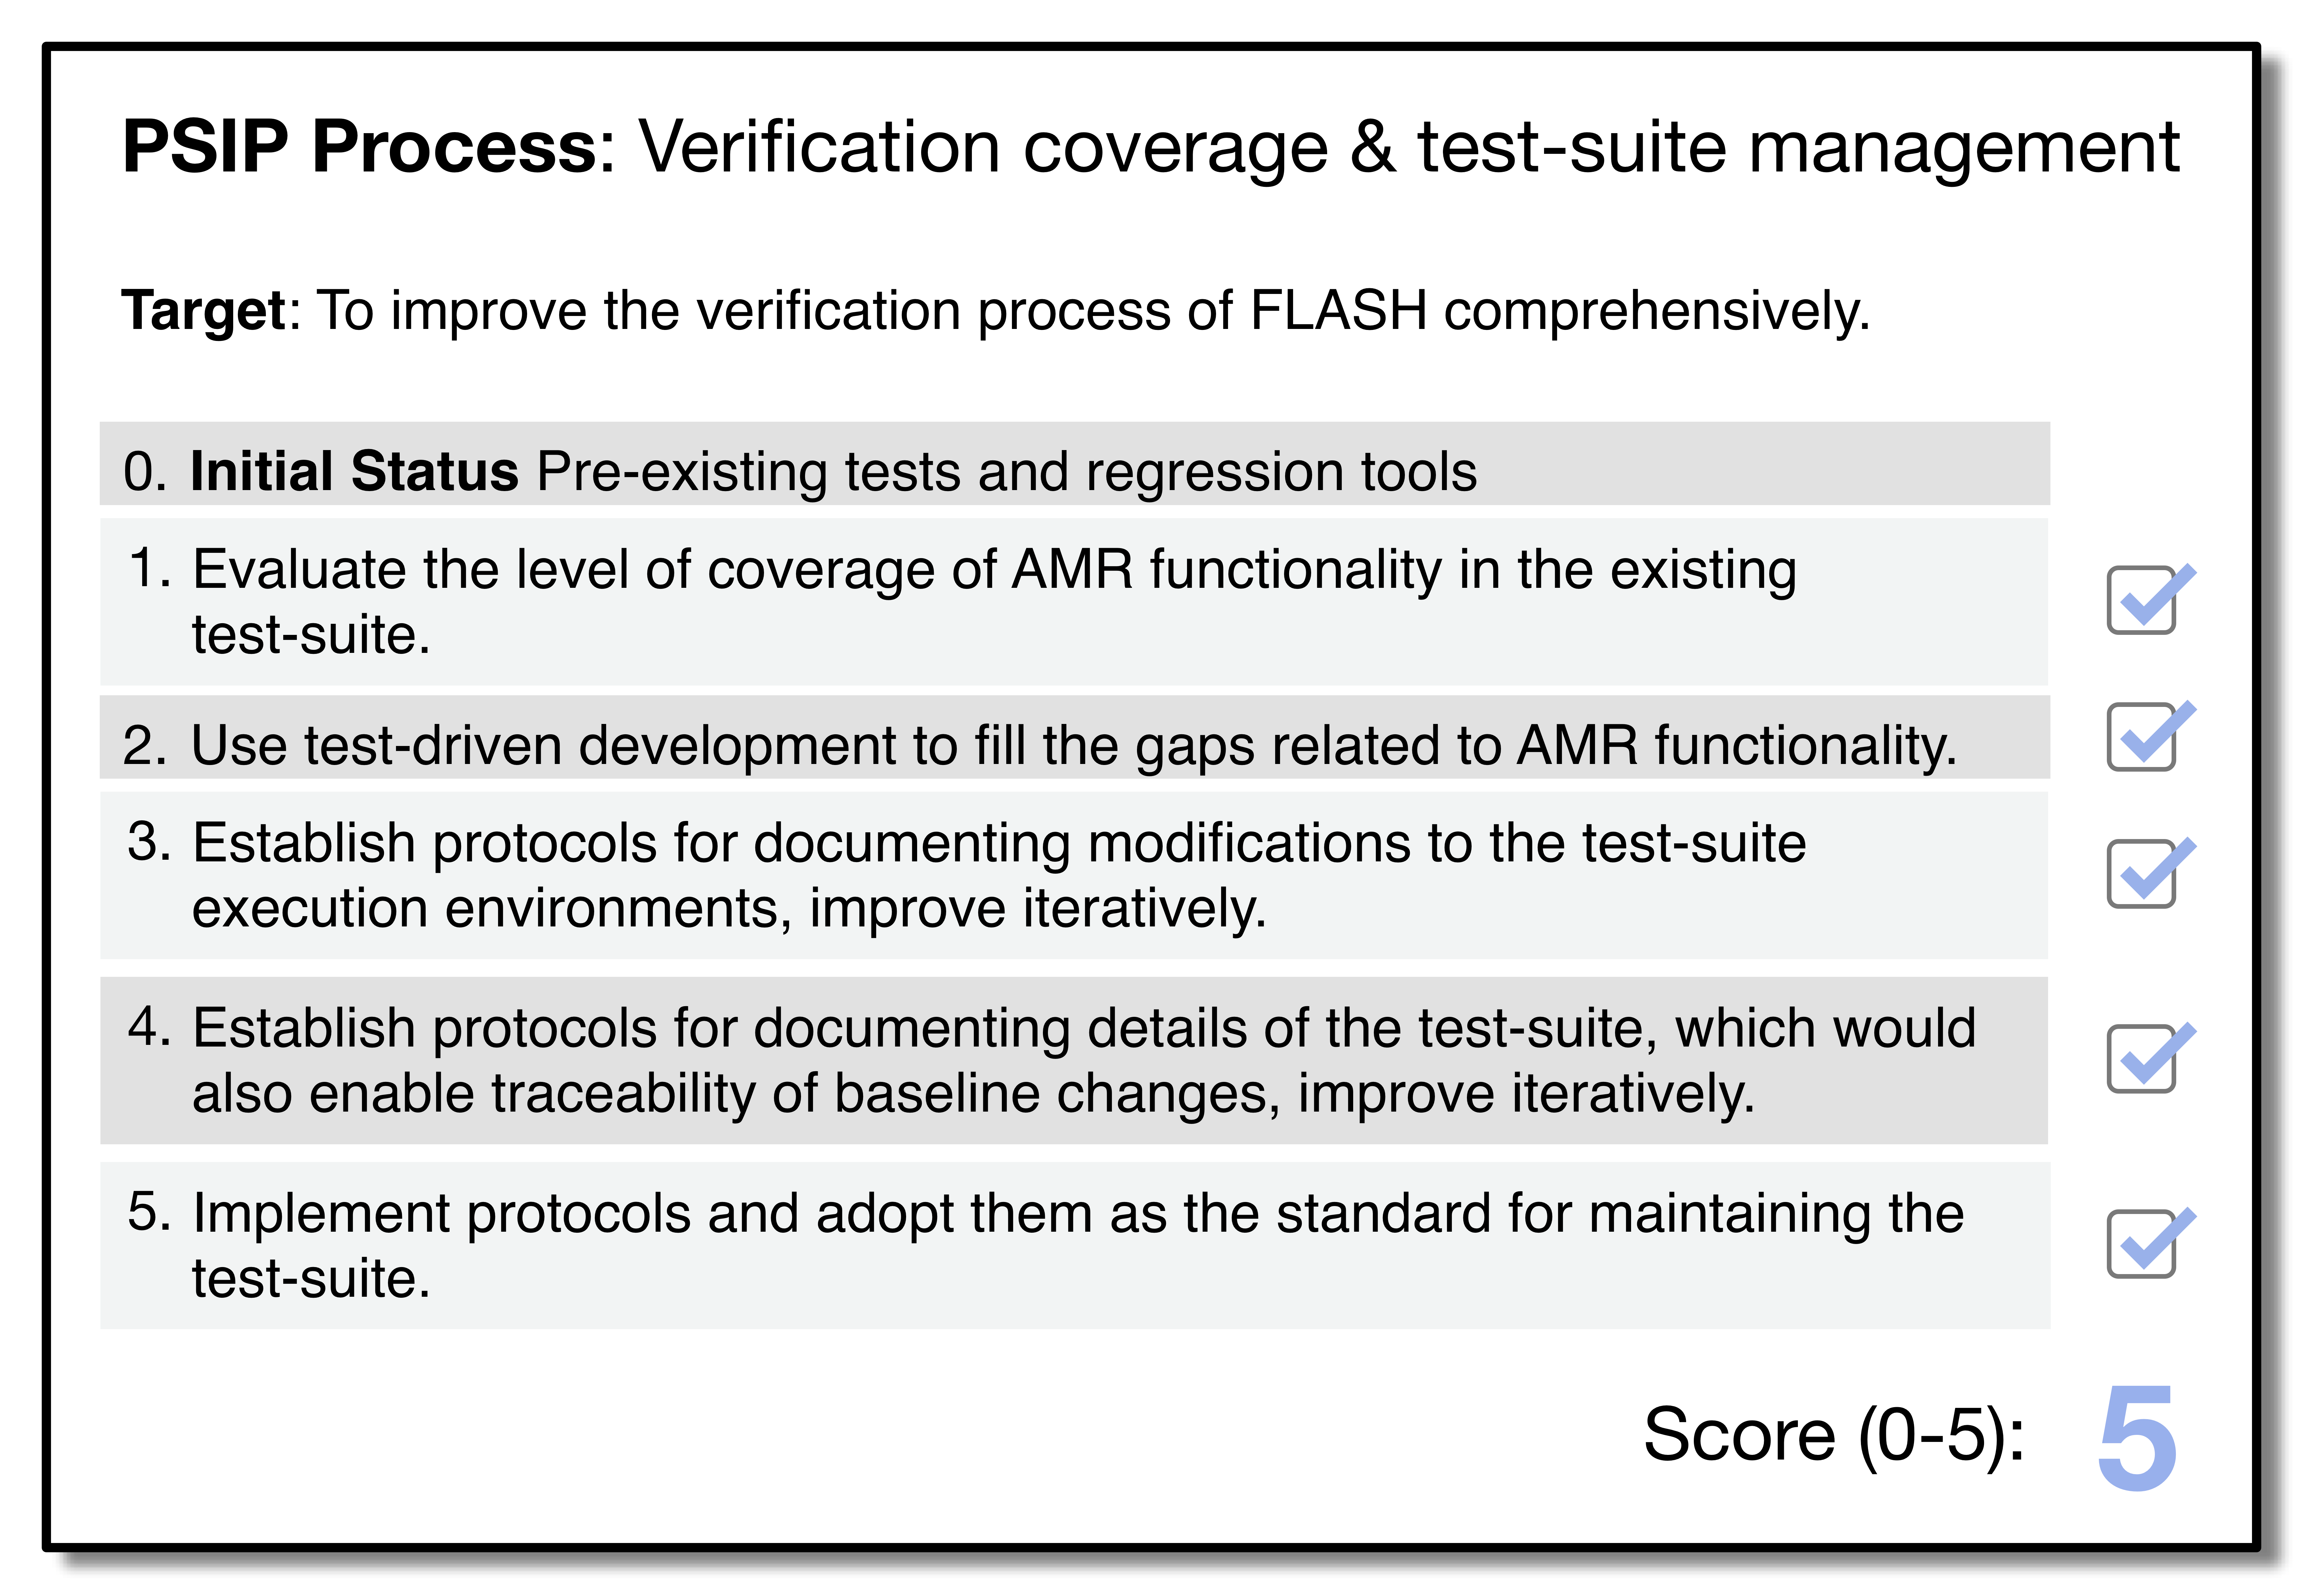 PSIP Process: Verification coverage & test-suite management
Target: To improve the verification process of FLASH comprehensively.
0. Initial Status Pre-existing tests and regression tools
1. Evaluate the level of coverage of AMR functionality in the existing
test-suite.
2. Use test-driven development to fill the gaps related to AMR functionality.
3. Establish protocols for documenting modifications to the test-suite
execution environments, improve iteratively.
4. Establish protocols for documenting details of the test-suite, which would
also enable traceability of baseline changes, improve iteratively.
5. Implement protocols and adopt them as the standard for maintaining the
test-suite.
Score (0-5): 5